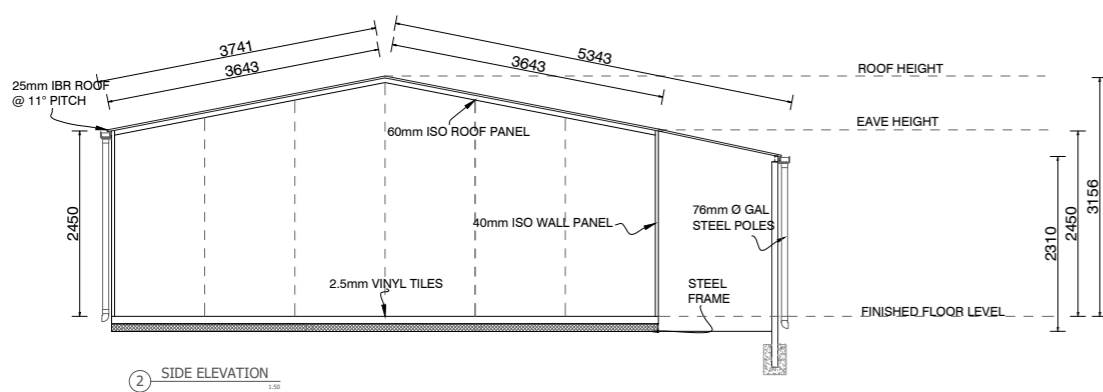 3741
5343
3643
3643
25mm IBR ROOF
@ 11° PITCH
ROOF HEIGHT
60mm ISO ROOF PANEL
EAVE HEIGHT
2450
40mm ISO WALL PANEL
76mm Ø GAL
STEEL POLES
2310
2450
3156
2.5mm VINYL TILES
STEEL
FRAME
FINISHED FLOOR LEVEL
2
SIDE ELEVATION
1:50